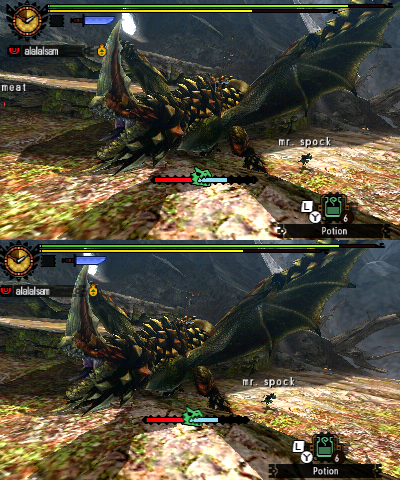 alalalsam
meat
mr. spock
L
Y
6
Potion
alalalsam
mr. spock
L
Y
6
Potion